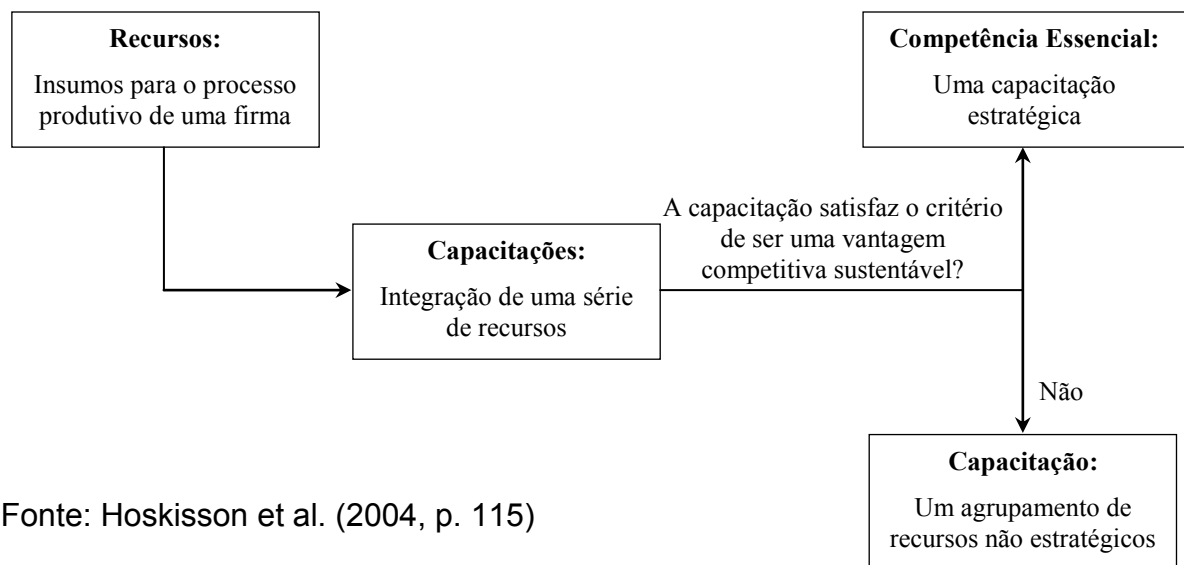 Recursos:
Insumos para o processo
produtivo de uma firma
Competência Essencial:
Uma capacitação
estratégica
Capacitações:
Integração de uma série
de recursos
A capacitação satisfaz o critério
de ser uma vantagem
competitiva sustentável?
Não
Capacitação:
Um agrupamento de
recursos não estratégicos
Fonte: Hoskisson et al. (2004, p. 115)